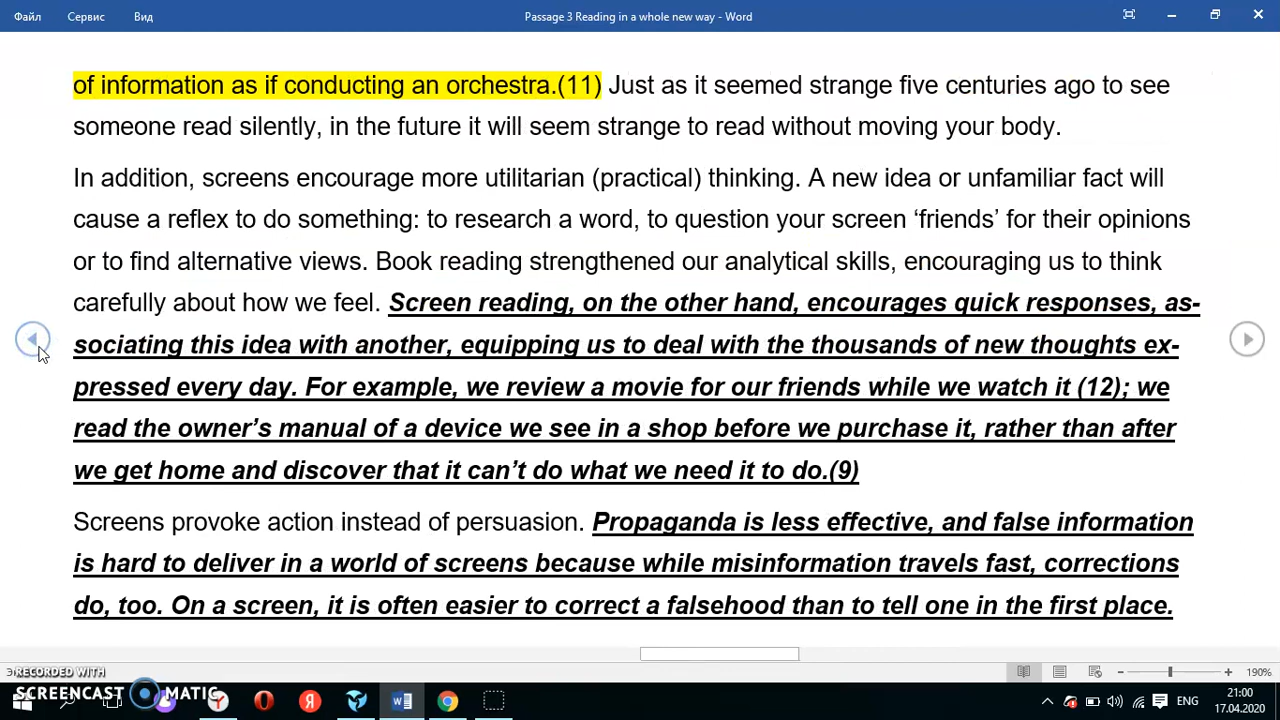 Файл Сервис Вид Passage 3 Reading in a whole new way - Word
of information as if conducting an orchestra.(11) Just as it seemed strange five centuries ago to see
someone read silently, in the future it will seem strange to read without moving your body.
In addition, screens encourage more utilitarian (practical) thinking. A new idea or unfamiliar fact will
cause a reflex to do something: to research a word, to question your screen ‘friends’ for their opinions
or to find alternative views. Book reading strengthened our analytical skills, encouraging us to think
carefully about how we feel. Screen reading, on the other hand, encourages quick responses, as-
sociating this idea with another, equipping us to deal with the thousands of new thoughts ex-
pressed every day. For example, we review a movie for our friends while we watch it (12); we
read the owner’s manual of a device we see in a shop before we purchase it, rather than after
we get home and discover that it can’t do what we need it to do.(9)
Screens provoke action instead of persuasion. Propaganda is less effective, and false information
is hard to deliver in a world of screens because while misinformation travels fast, corrections
do, too. On a screen, it is often easier to correct a falsehood than to tell one in the first place.
190%
RECORDED WITH
SCREENCAST MATIC
ENG
21:00
17.04.2020